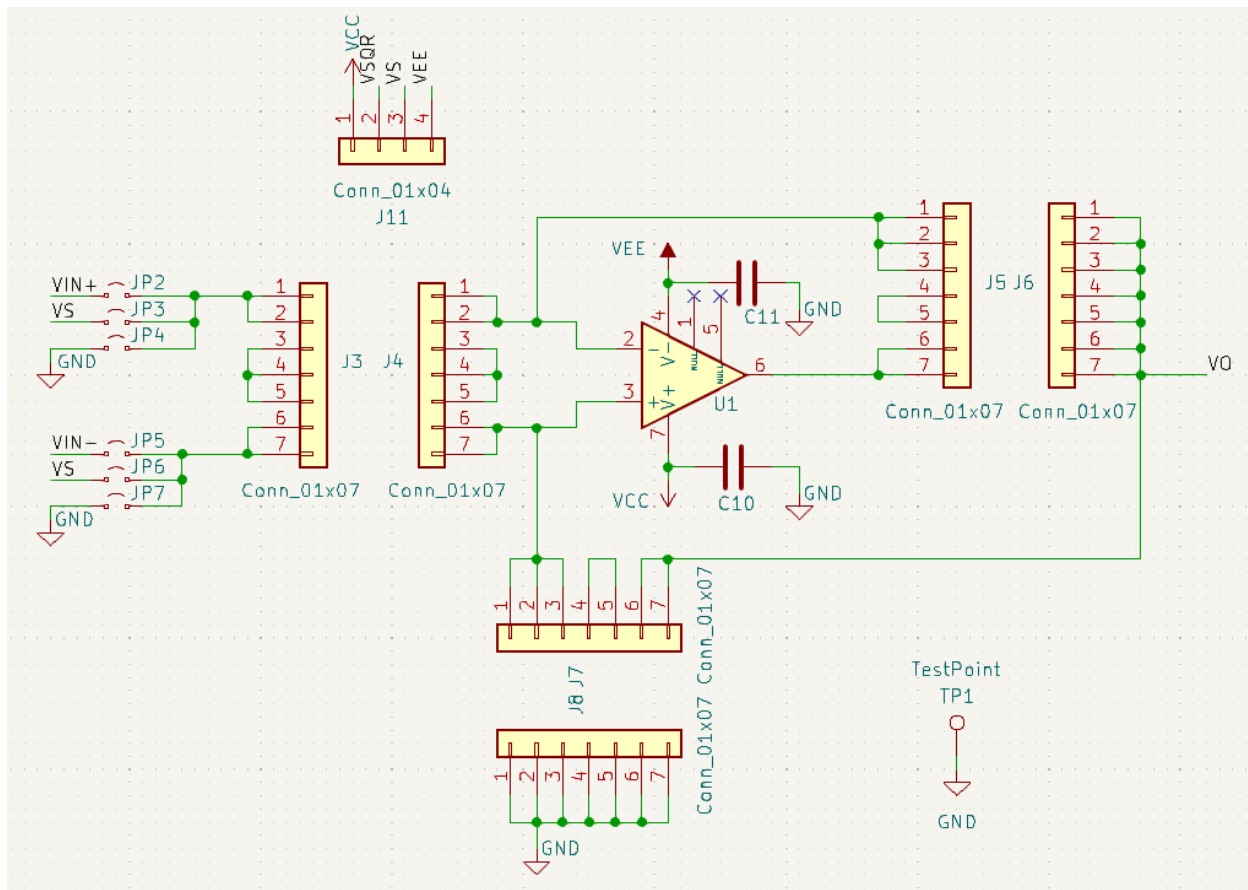 VCC
VSQR
VS
VEE
1
2
3
4
Conn_01x04
J11
VIN+
JP2
VS
JP3
JP4
GND
VIN-
JP5
VS
JP6
JP7
GND
1
2
3
4
5
6
7
J3
Conn_01x07
J4
1
2
3
4
5
6
7
Conn_01x07
VEE
C11
GND
4
1
5
2
3
7
6
-
+
V-
V+
NULL
NULL
U1
VCC
C10
GND
1
2
3
4
5
6
7
J5
Conn_01x07
J6
1
2
3
4
5
6
7
Conn_01x07
VO
1
2
3
4
5
6
7
J7
Conn_01x07
J8
Conn_01x07
1
2
3
4
5
6
7
GND
TestPoint
TP1
GND